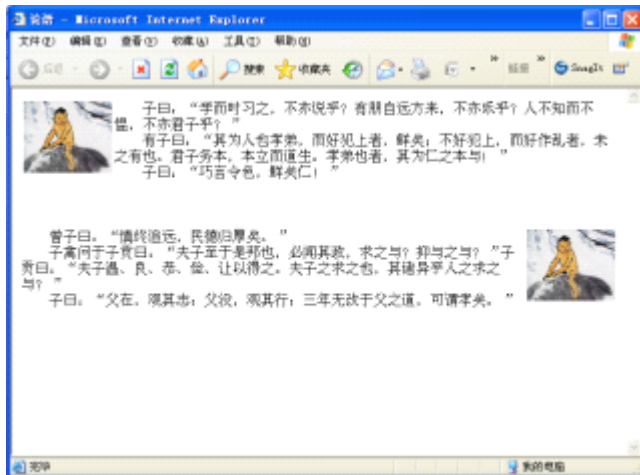 论语 - Microsoft Internet Explorer
文件(F) 编辑(E) 查看(V) 收藏(A) 工具(T) 帮助(H)
后退 搜索 收藏夹 » 链接 » SnagIt
子曰：“学而时习之，不亦说乎？有朋自远方来，不亦乐乎？人不知而不
愠，不亦君子乎？”
有子曰：“其为人也孝弟，而好犯上者，鲜矣；不好犯上，而好作乱者，未
之有也。君子务本，本立而道生。孝弟也者，其为仁之本与！”
子曰：“巧言令色，鲜矣仁！”
曾子曰：“慎终追远，民德归厚矣。”
子禽问于子贡曰：“夫子至于是邦也，必闻其政，求之与？抑与之与？”子
贡曰：“夫子温、良、恭、俭、让以得之。夫子之求之也，其诸异乎人之求之
与？”
子曰：“父在，观其志；父没，观其行；三年无改于父之道，可谓孝矣。”
完毕 我的电脑